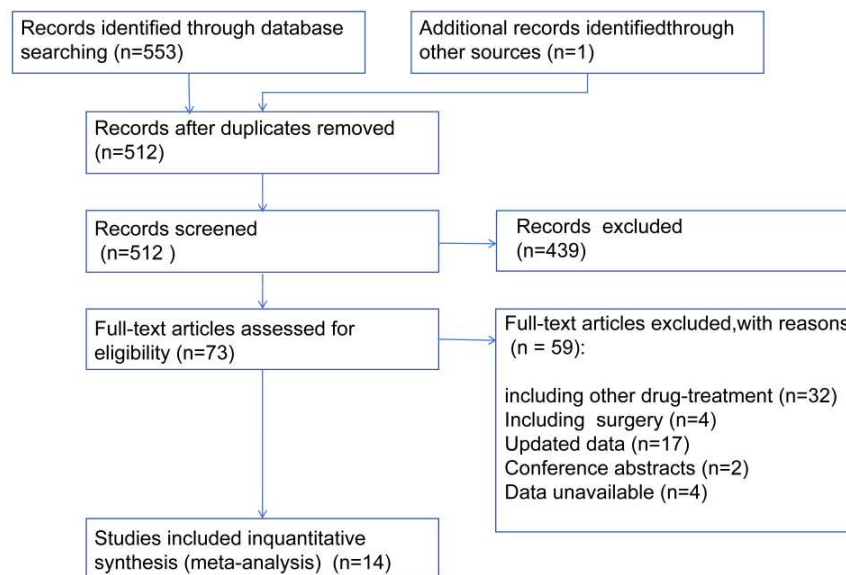 Records identified through database
searching (n=553)
Additional records identifiedthrough
other sources (n=1)
Records after duplicates removed
(n=512)
Records screened
(n=512 )
Records excluded
(n=439)
Full-text articles assessed for
eligibility (n=73)
Full-text articles excluded,with reasons
(n = 59):
including other drug-treatment (n=32)
Including surgery (n=4)
Updated data (n=17)
Conference abstracts (n=2)
Data unavailable (n=4)
Studies included inquantitative
synthesis (meta-analysis) (n=14)